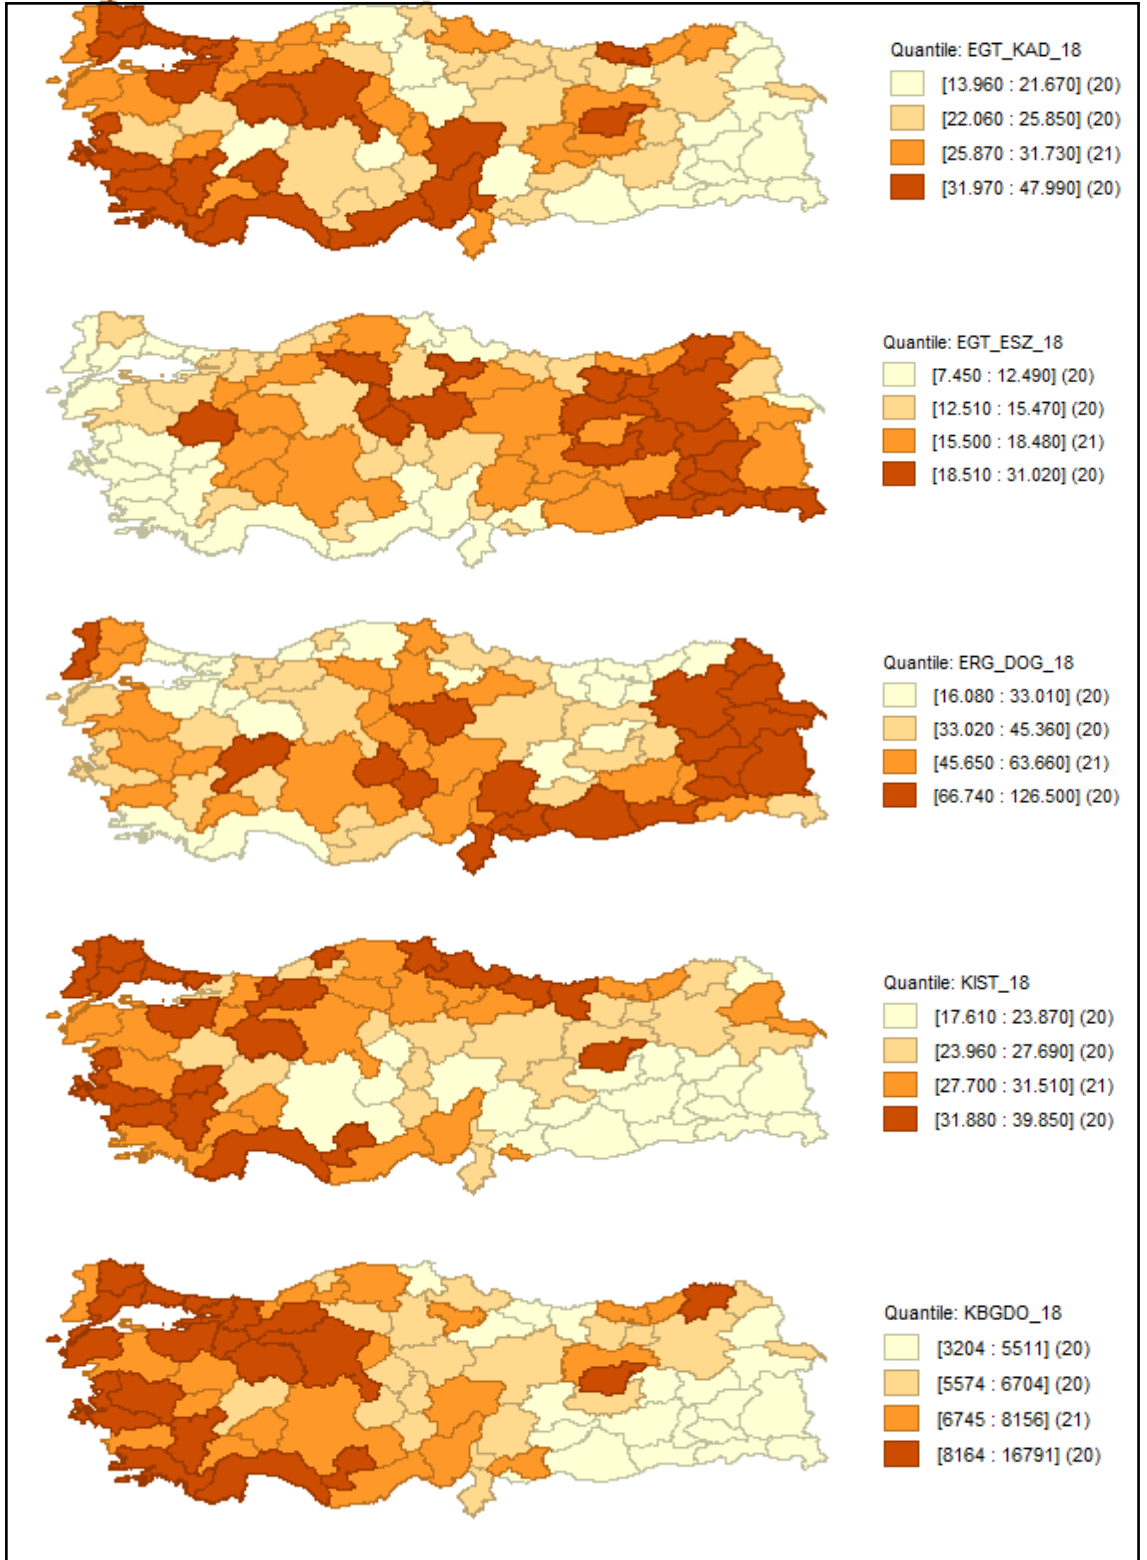 Quantile: EGT_KAD_18
[13.960 : 21.670] (20)
[22.060 : 25.850] (20)
[25.870 : 31.730] (21)
[31.970 : 47.990] (20)
Quantile: EGT_ESZ_18
[7.450 : 12.490] (20)
[12.510 : 15.470] (20)
[15.500 : 18.480] (21)
[18.510 : 31.020] (20)
Quantile: ERG_DOG_18
[16.080 : 33.010] (20)
[33.020 : 45.360] (20)
[45.650 : 63.660] (21)
[66.740 : 126.500] (20)
Quantile: KIST_18
[17.610 : 23.870] (20)
[23.960 : 27.690] (20)
[27.700 : 31.510] (21)
[31.880 : 39.850] (20)
Quantile: KBGDO_18
[3204 : 5511] (20)
[5574 : 6704] (20)
[6745 : 8156] (21)
[8164 : 16791] (20)